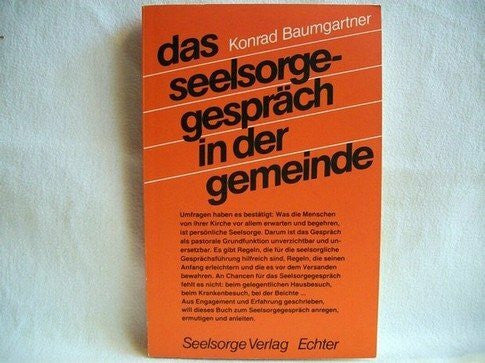 Konrad Baumgartner
das
seelsorge-
gespräch
in der
gemeinde
Umfragen haben es bestätigt: Was die Menschen
von ihrer Kirche vor allem erwarten und begehren,
ist persönliche Seelsorge. Darum ist das Gespräch
als pastorale Grundfunktion unverzichtbar und un-
ersetzbar. Es gibt Regeln, die für die seelsorgliche
Gesprächsführung hilfreich sind, Regeln, die seinen
Anfang erleichtern und die es vor dem Versanden
bewahren. An Chancen für das Seelsorgegespräch
fehlt es nicht: beim gelegentlichen Hausbesuch,
beim Krankenbesuch, bei der Beichte ...
Aus Engagement und Erfahrung geschrieben,
will dieses Buch zum Seelsorgegespräch anregen,
ermutigen und anleiten.
Seelsorge Verlag Echter